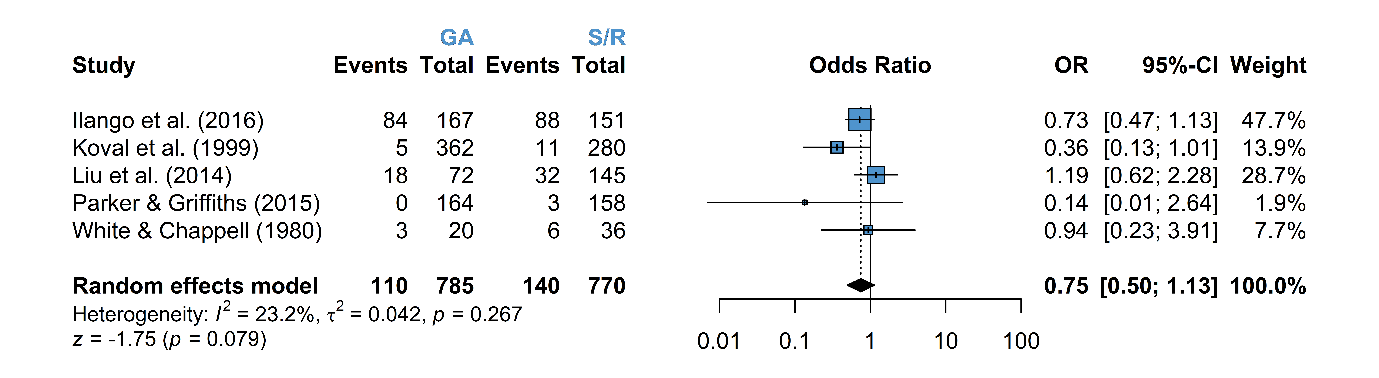 GA S/R
Study Events Total Events Total Odds Ratio OR 95%-CI Weight
Ilango et al. (2016) 84 167 88 151 0.73 [0.47; 1.13] 47.7%
Koval et al. (1999) 5 362 11 280 0.36 [0.13; 1.01] 13.9%
Liu et al. (2014) 18 72 32 145 1.19 [0.62; 2.28] 28.7%
Parker & Griffiths (2015) 0 164 3 158 0.14 [0.01; 2.64] 1.9%
White & Chappell (1980) 3 20 6 36 0.94 [0.23; 3.91] 7.7%
Random effects model 110 785 140 770 0.75 [0.50; 1.13] 100.0%
Heterogeneity: I² = 23.2%, τ² = 0.042, p = 0.267
z = -1.75 (p = 0.079)
0.01 0.1 1 10 100